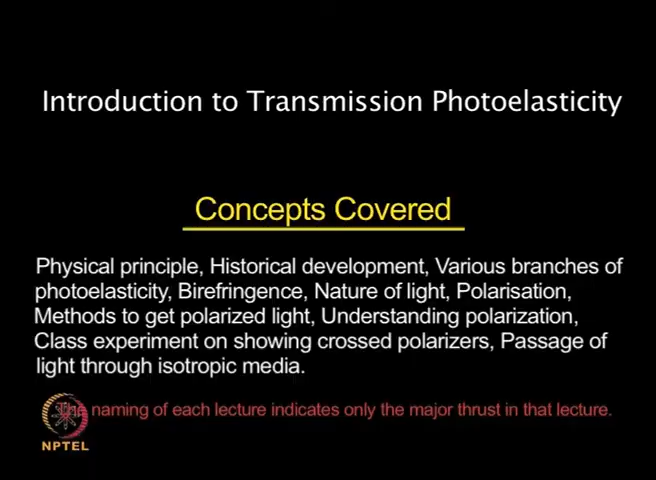 Introduction to Transmission Photoelasticity
Concepts Covered
Physical principle, Historical development, Various branches of
photoelasticity, Birefringence, Nature of light, Polarisation,
Methods to get polarized light, Understanding polarization,
Class experiment on showing crossed polarizers, Passage of
light through isotropic media.
The naming of each lecture indicates only the major thrust in that lecture.
NPTEL